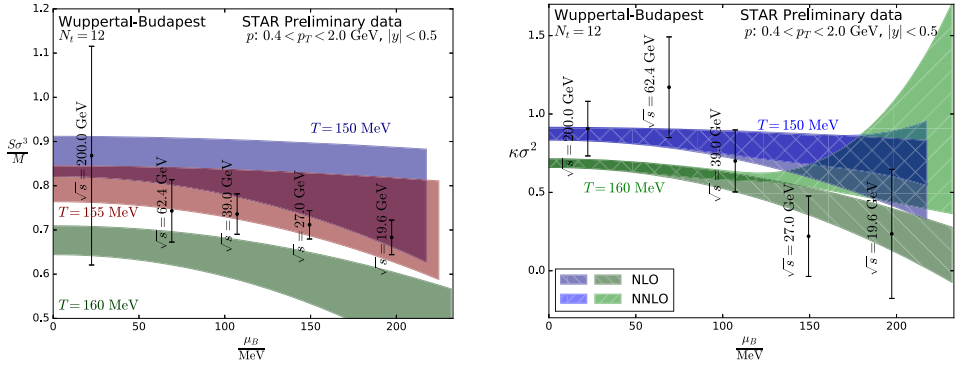 Wuppertal-Budapest
N_t = 12
STAR Preliminary data
p: 0.4 < p_T < 2.0 GeV, |y| < 0.5
1.2
1.1
1.0
0.9
0.8
0.7
0.6
0.5
Sσ^3/M
T = 150 MeV
T = 155 MeV
T = 160 MeV
√s = 200.0 GeV
√s = 62.4 GeV
√s = 39.0 GeV
√s = 27.0 GeV
√s = 19.6 GeV
0 50 100 150 200
μ_B/MeV
Wuppertal-Budapest
N_t = 12
STAR Preliminary data
p: 0.4 < p_T < 2.0 GeV, |y| < 0.5
1.5
1.0
0.5
0.0
κσ^2
T = 150 MeV
T = 160 MeV
√s = 200.0 GeV
√s = 62.4 GeV
√s = 39.0 GeV
√s = 27.0 GeV
√s = 19.6 GeV
NLO
NNLO
0 50 100 150 200
μ_B/MeV